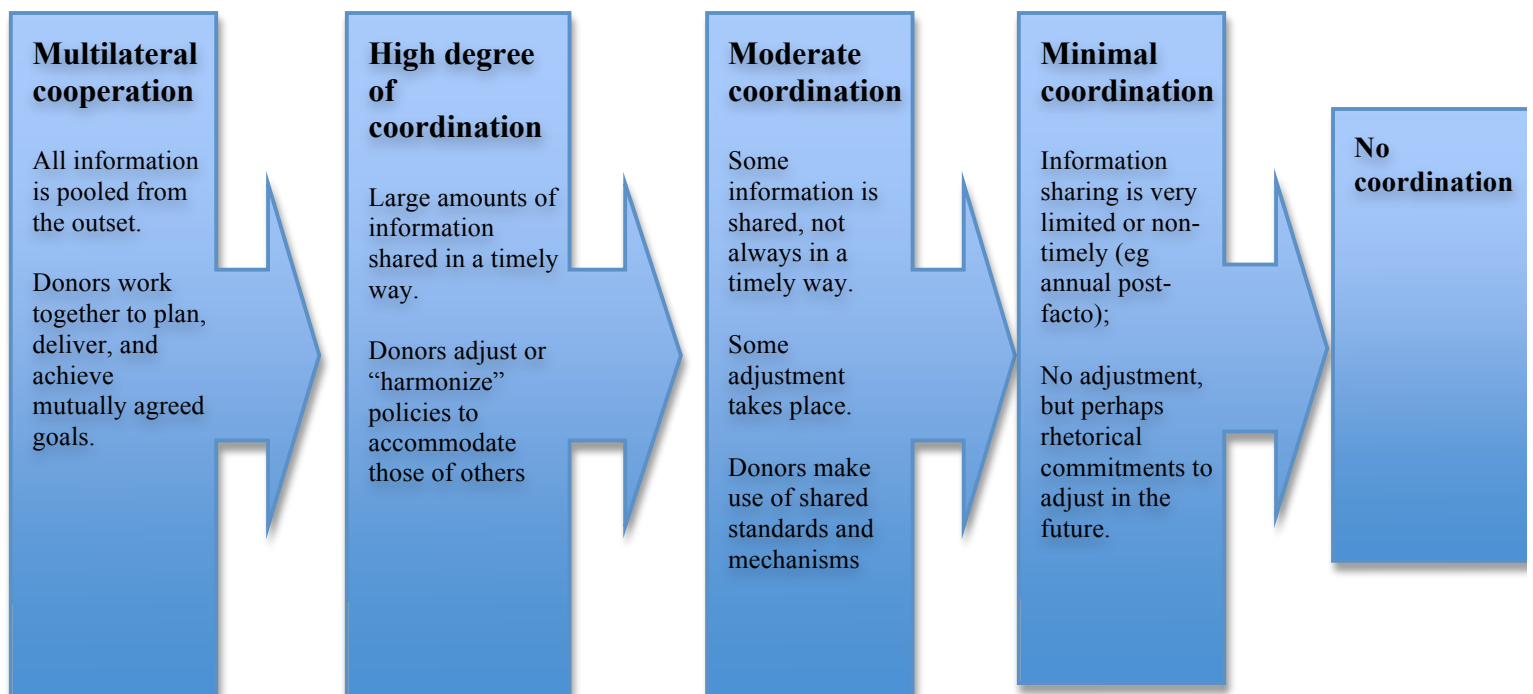 Multilateral
cooperation
All information
is pooled from
the outset.
Donors work
together to plan,
deliver, and
achieve
mutually agreed
goals.
High degree
of
coordination
Large amounts of
information
shared in a timely
way.
Donors adjust or
“harmonize”
policies to
accommodate
those of others
Moderate
coordination
Some
information is
shared, not
always in a
timely way.
Some
adjustment
takes place.
Donors make
use of shared
standards and
mechanisms
Minimal
coordination
Information
sharing is very
limited or non-
timely (eg
annual post-
facto);
No adjustment,
but perhaps
rhetorical
commitments to
adjust in the
future.
No
coordination